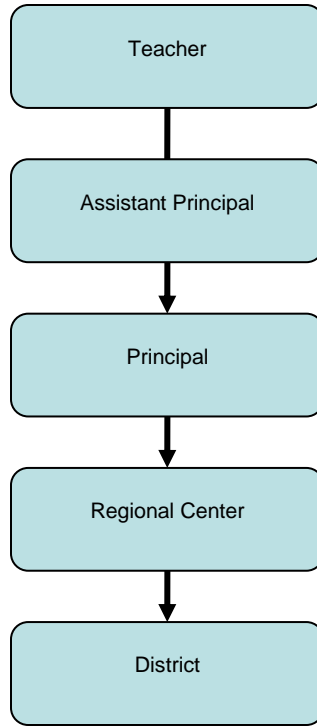 Teacher
Assistant Principal
Principal
Regional Center
District